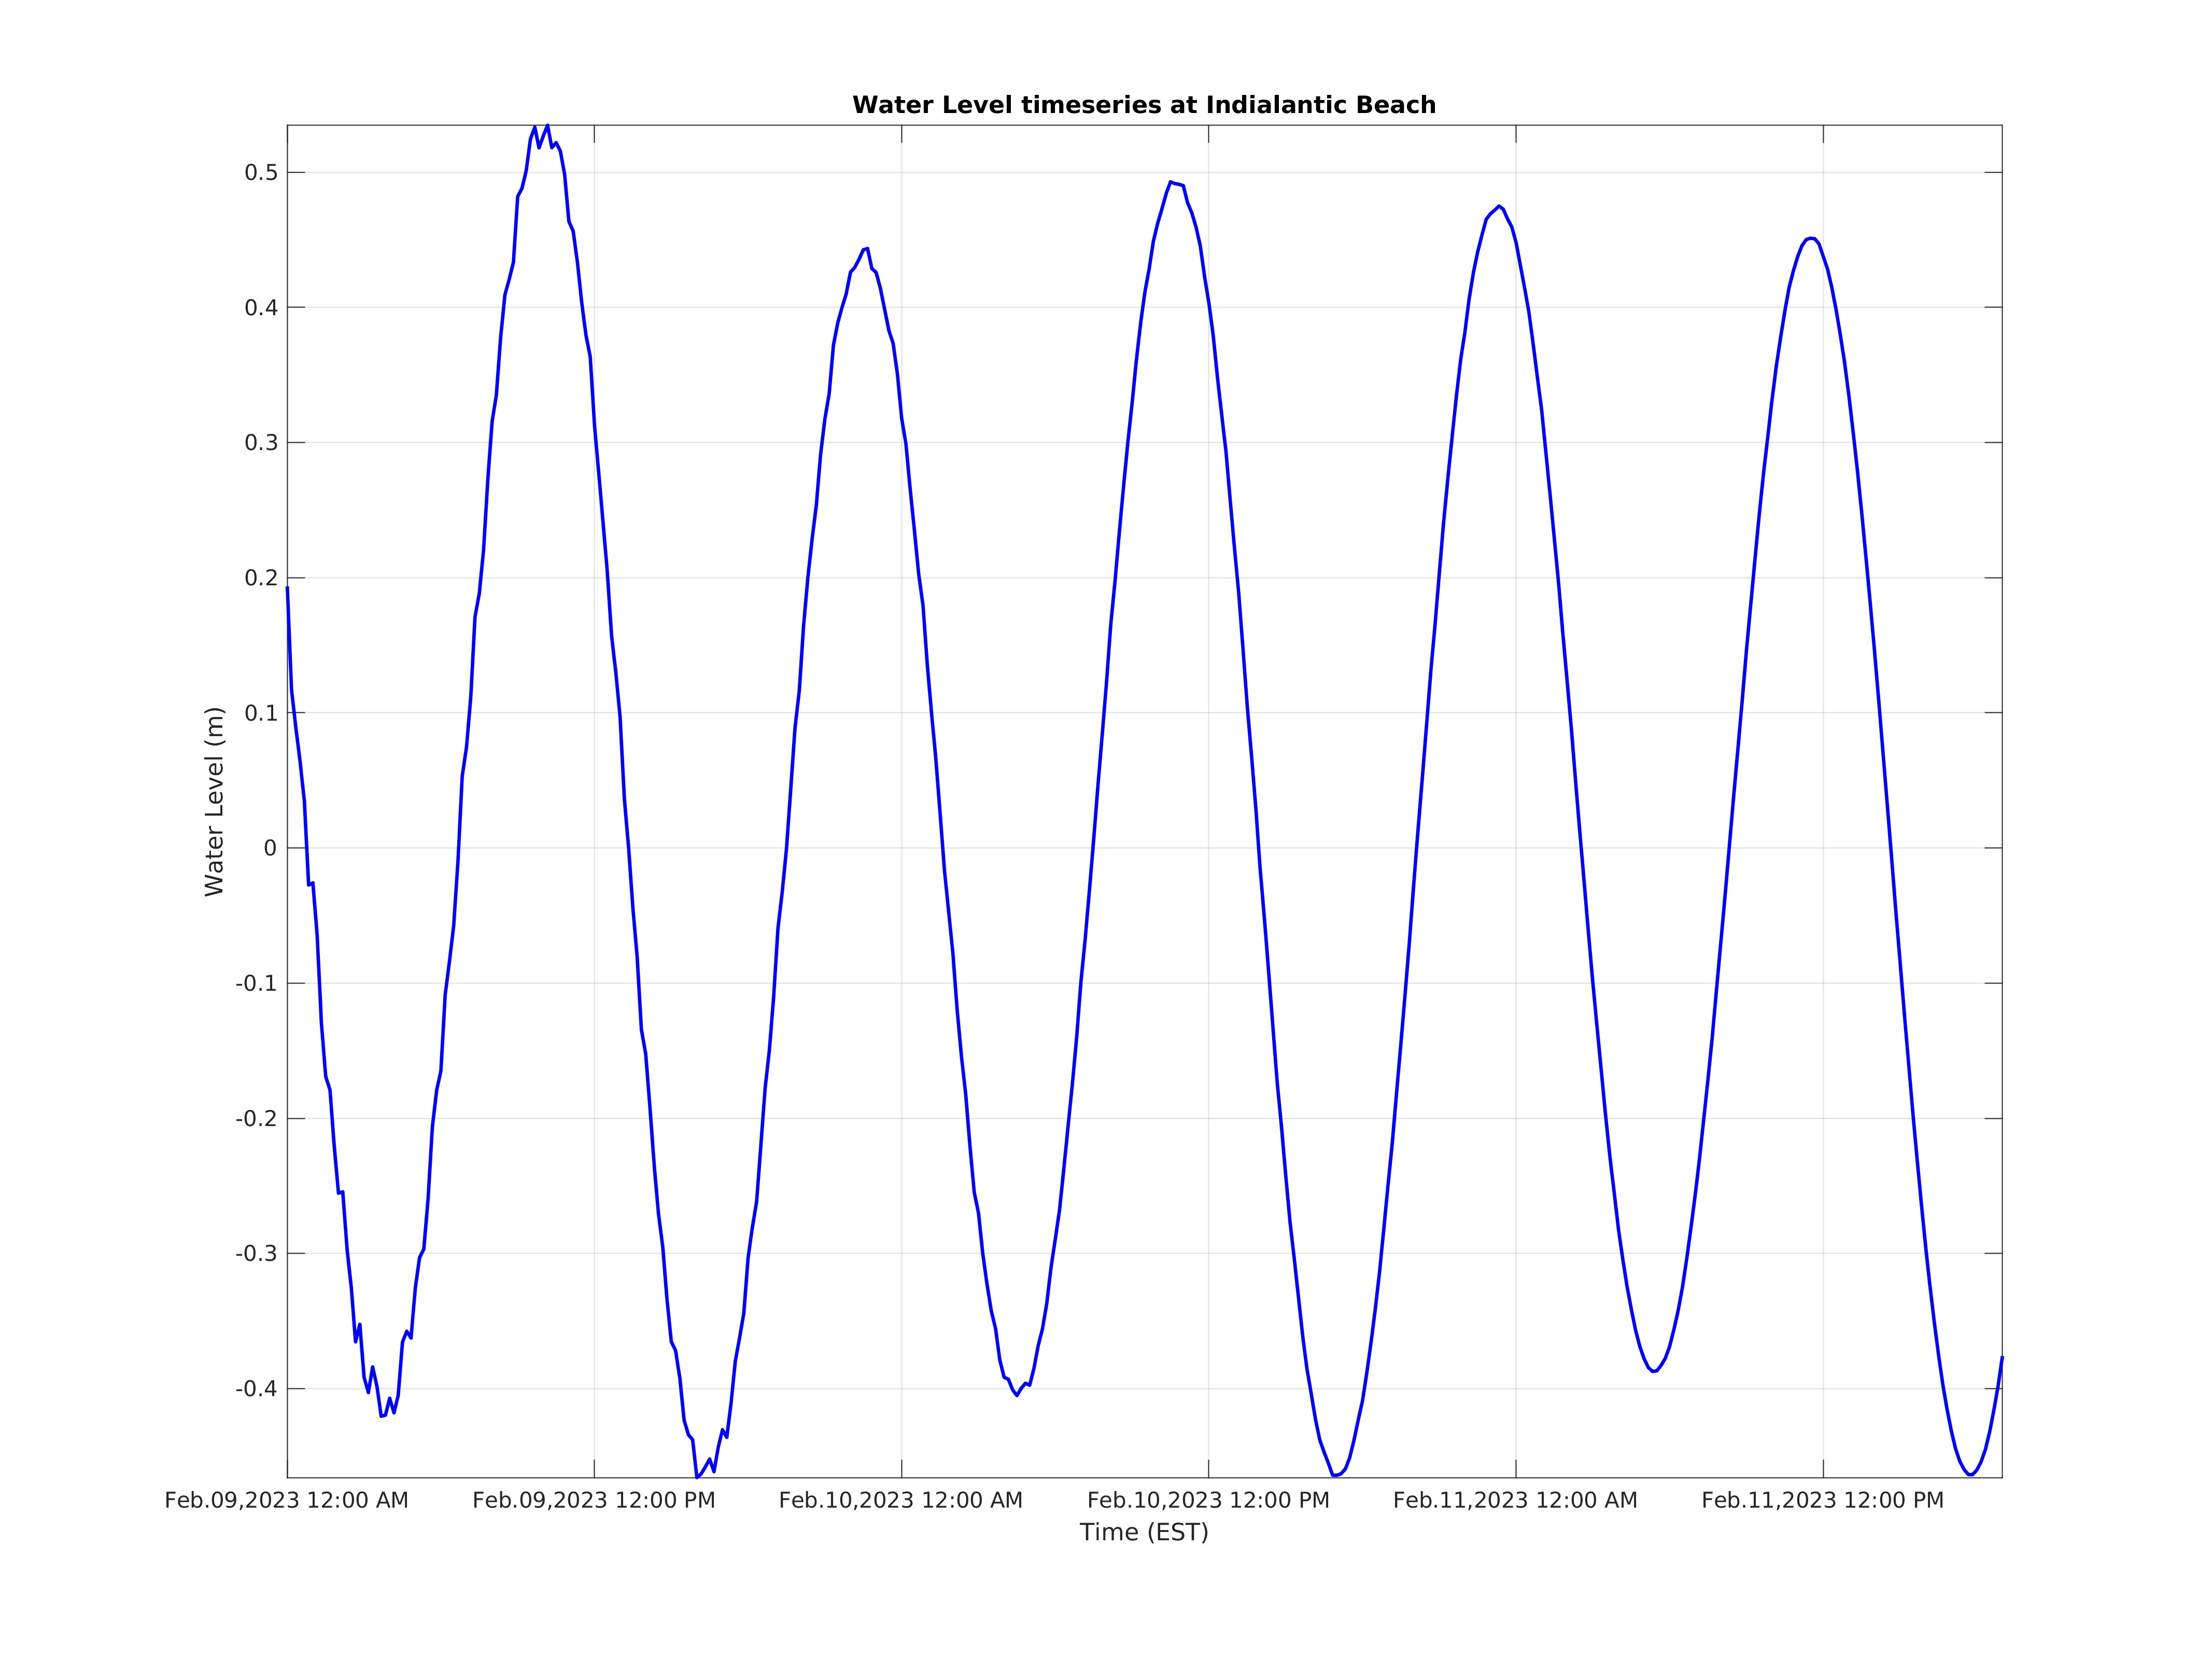 Water Level timeseries at Indialantic Beach
0.5
0.4
0.3
0.2
0.1
0
-0.1
-0.2
-0.3
-0.4
Water Level (m)
Feb.09,2023 12:00 AM
Feb.09,2023 12:00 PM
Feb.10,2023 12:00 AM
Feb.10,2023 12:00 PM
Feb.11,2023 12:00 AM
Feb.11,2023 12:00 PM
Time (EST)